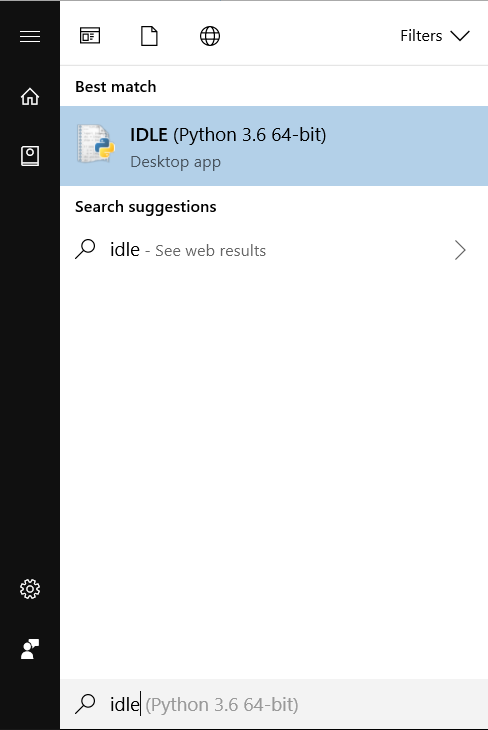 Filters
Best match
IDLE (Python 3.6 64-bit)
Desktop app
Search suggestions
idle - See web results
idle (Python 3.6 64-bit)